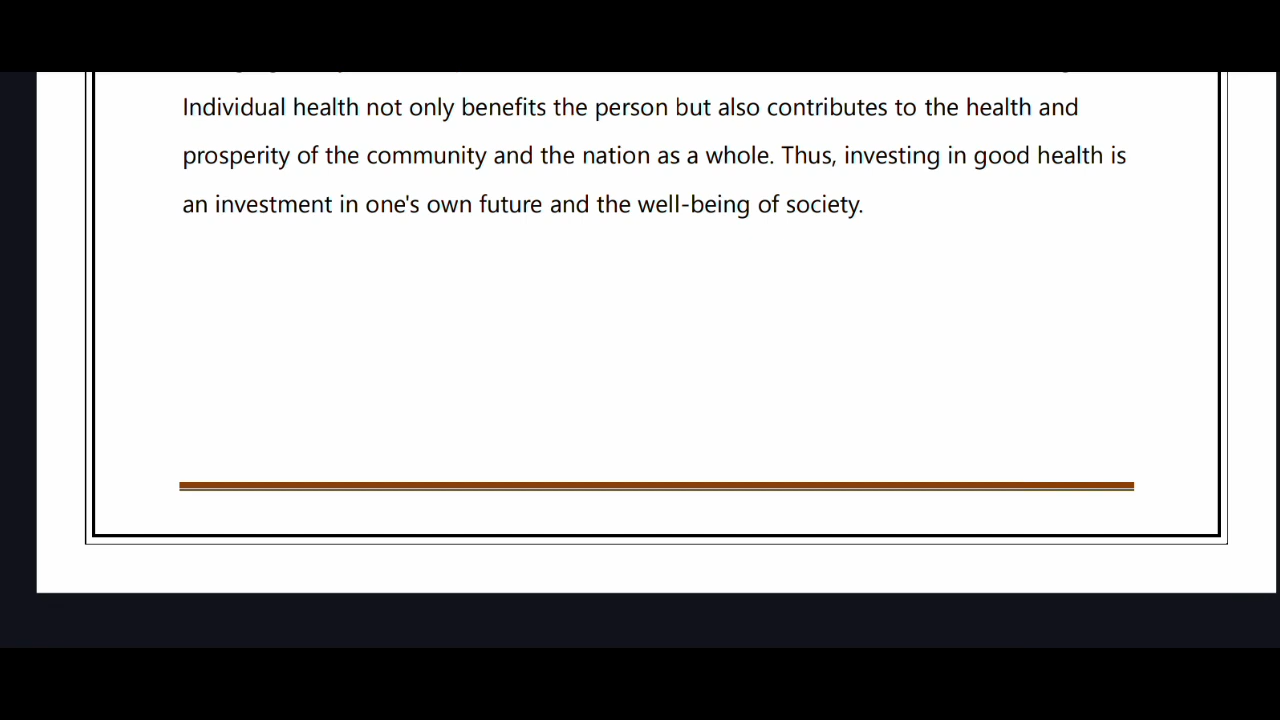 Individual health not only benefits the person but also contributes to the health and
prosperity of the community and the nation as a whole. Thus, investing in good health is
an investment in one's own future and the well-being of society.